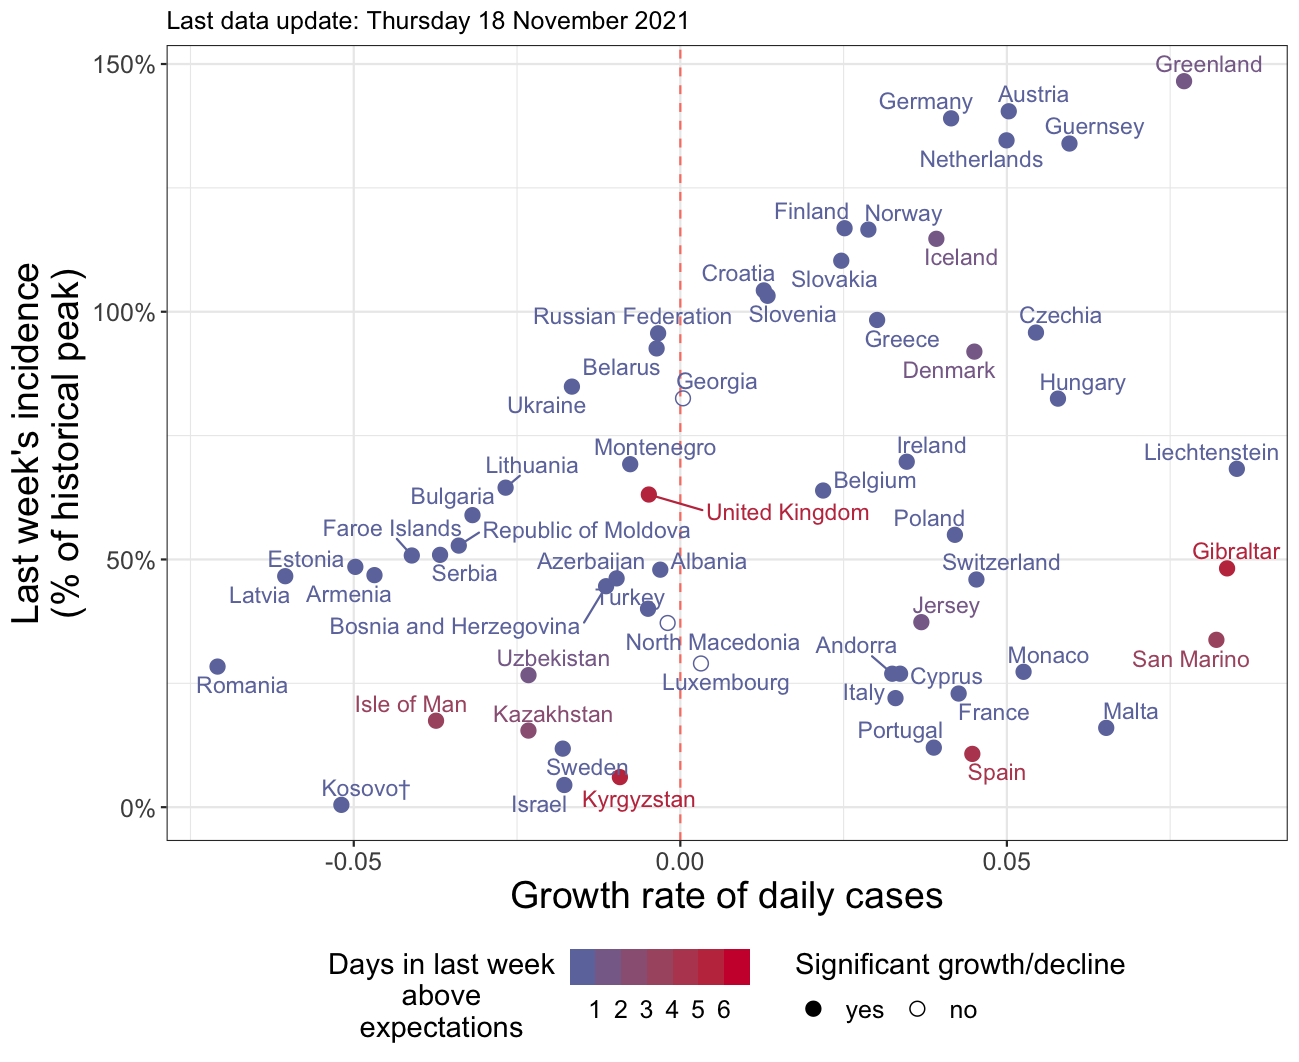 Last data update: Thursday 18 November 2021
Last week's incidence
(% of historical peak)
150%
100%
50%
0%
Greenland
Germany
Austria
Guernsey
Netherlands
Finland
Norway
Iceland
Croatia
Slovakia
Slovenia
Russian Federation
Czechia
Greece
Belarus
Denmark
Georgia
Hungary
Ukraine
Montenegro
Ireland
Liechtenstein
Lithuania
Belgium
Bulgaria
United Kingdom
Poland
Faroe Islands
Republic of Moldova
Gibraltar
Estonia
Azerbaijan
Albania
Switzerland
Serbia
Latvia
Armenia
Turkey
Jersey
Bosnia and Herzegovina
North Macedonia
Andorra
Monaco
Uzbekistan
San Marino
Romania
Luxembourg
Cyprus
Italy
Isle of Man
Kazakhstan
France
Malta
Portugal
Sweden
Spain
Kosovo†
Israel
Kyrgyzstan
-0.05
0.00
0.05
Growth rate of daily cases
Days in last week
above
expectations
1 2 3 4 5 6
Significant growth/decline
yes no